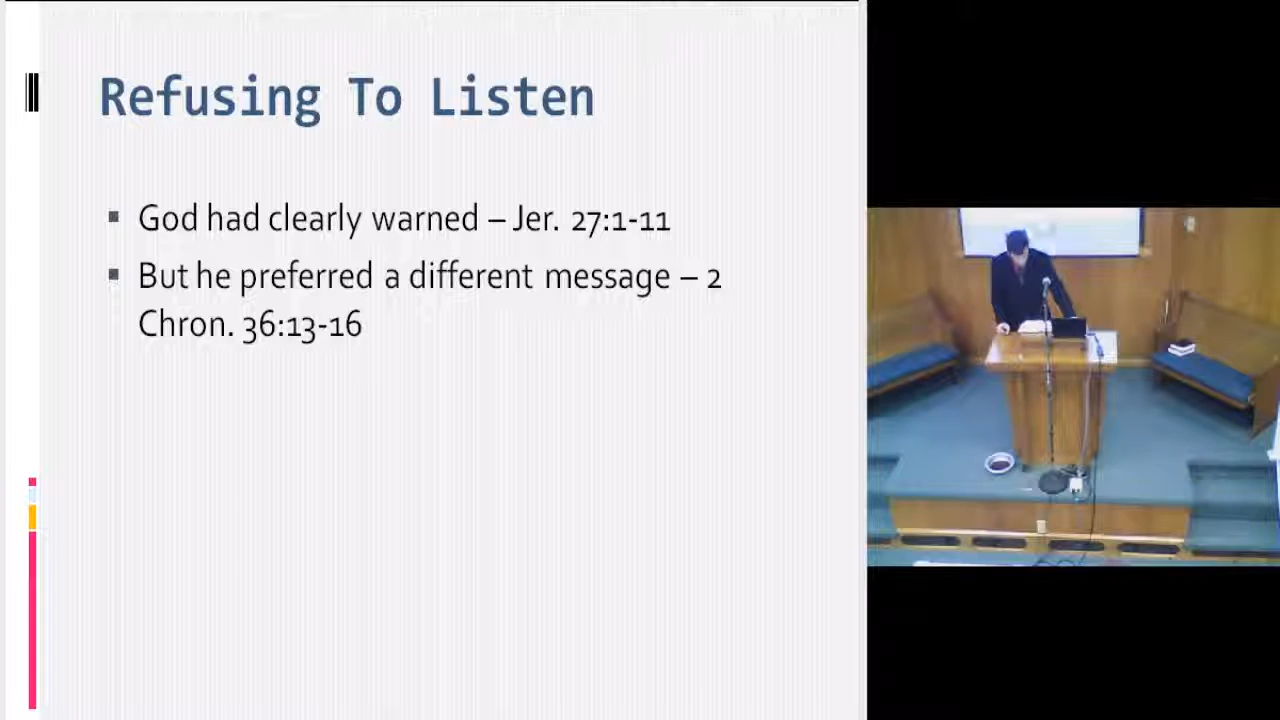 Refusing To Listen
God had clearly warned – Jer. 27:1-11
But he preferred a different message – 2
Chron. 36:13-16